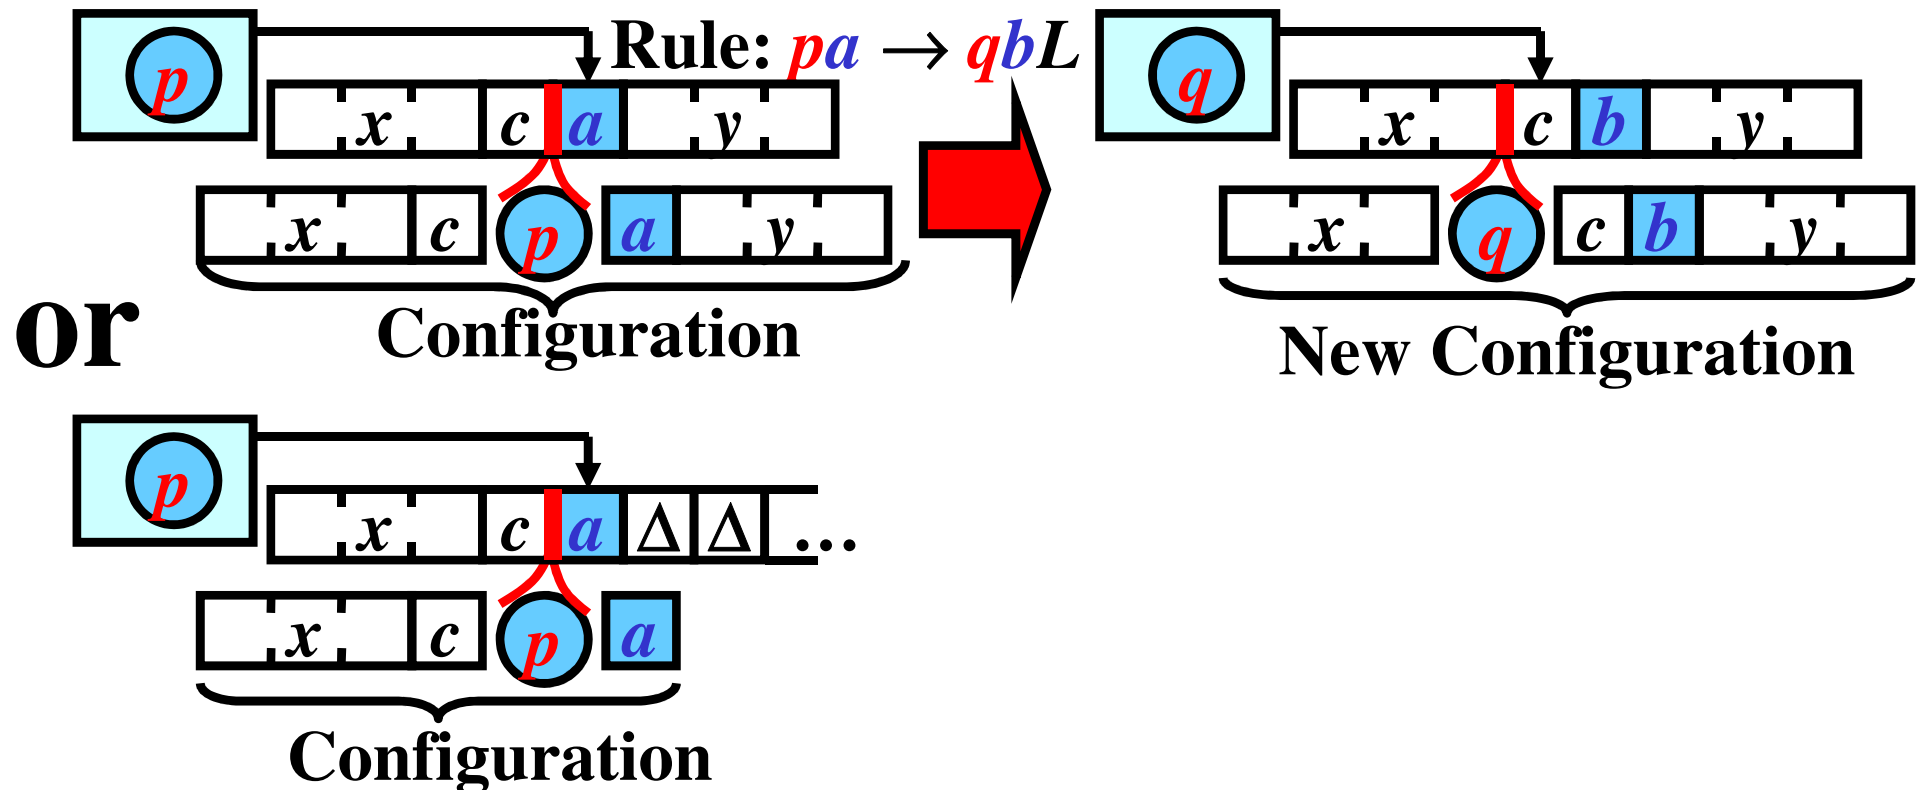 p
Rule: pa → qbL
q
x c a y
x c b y
x c p a y
x q c b y
Configuration
New Configuration
or
p
x c a Δ Δ ...
x c p a
Configuration